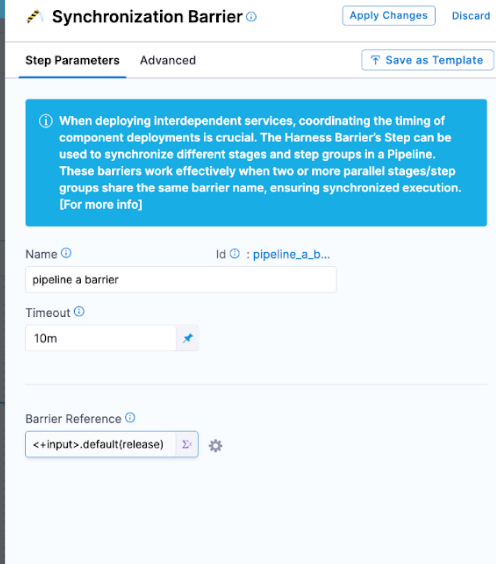 Synchronization Barrier
Apply Changes
Discard
Step Parameters
Advanced
Save as Template
When deploying interdependent services, coordinating the timing of
component deployments is crucial. The Harness Barrier's Step can be
used to synchronize different stages and step groups in a Pipeline.
These barriers work effectively when two or more parallel stages/step
groups share the same barrier name, ensuring synchronized execution.
[For more info]
Name
Id : pipeline_a_b...
pipeline a barrier
Timeout
10m
Barrier Reference
<+input>.default(release)